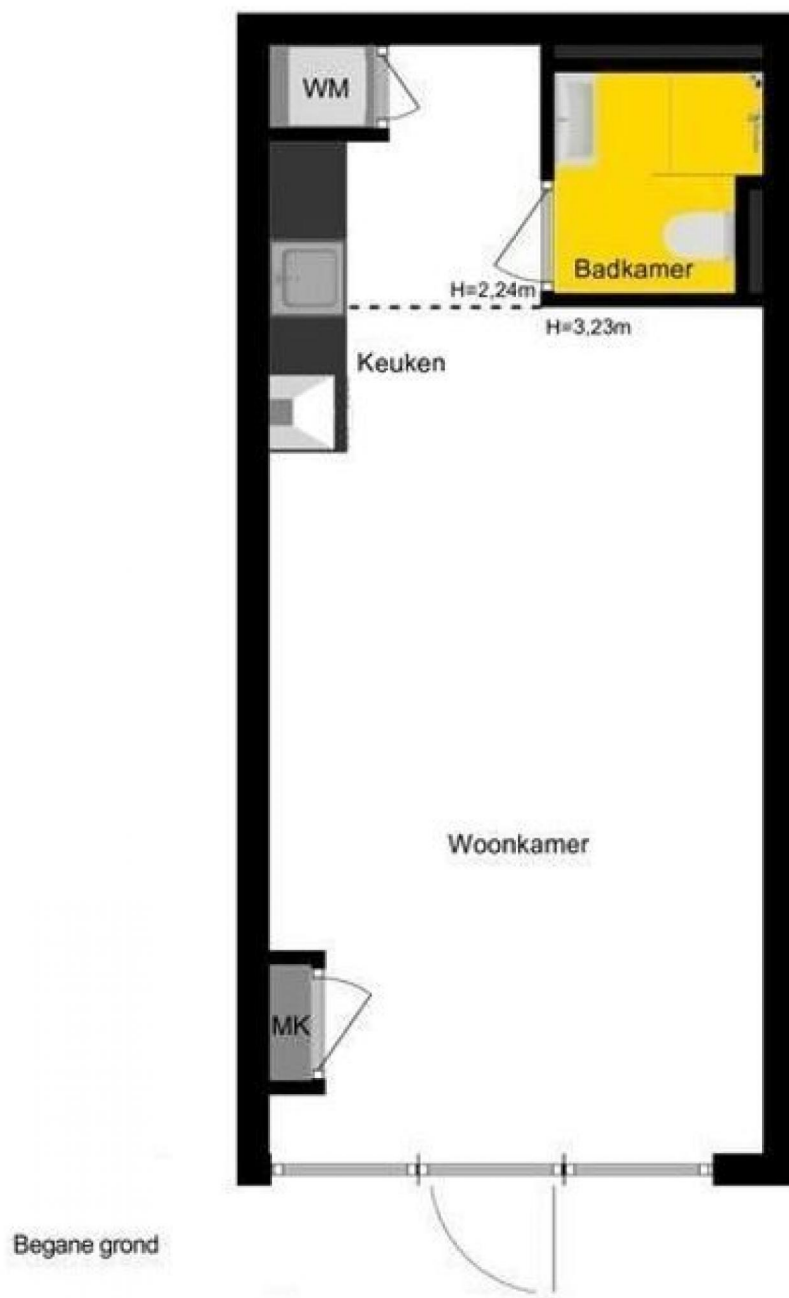 WM
Badkamer
H=2,24m
H=3,23m
Keuken
Woonkamer
MK
Begane grond